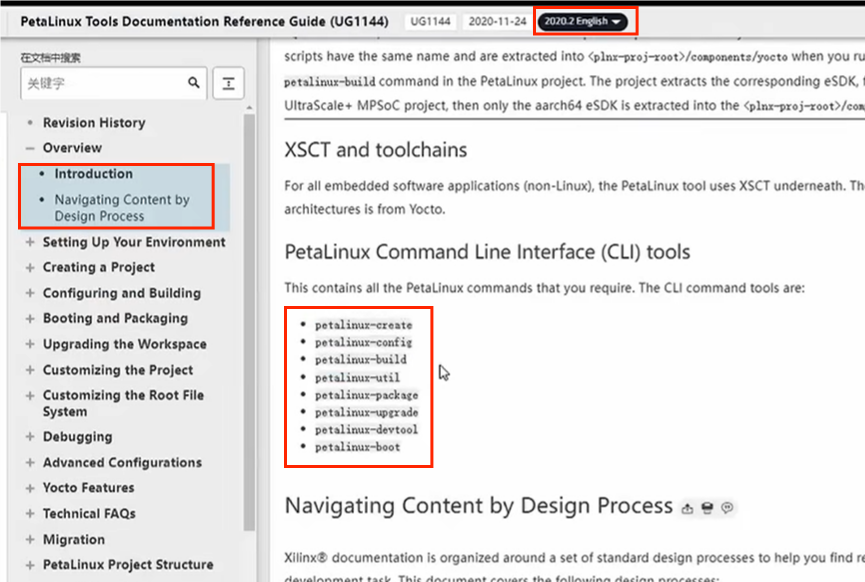 PetaLinux Tools Documentation Reference Guide (UG1144)
UG1144
2020-11-24
2020.2 English
在文档中搜索
关键字
Revision History
Overview
Introduction
Navigating Content by
Design Process
Setting Up Your Environment
Creating a Project
Configuring and Building
Booting and Packaging
Upgrading the Workspace
Customizing the Project
Customizing the Root File
System
Debugging
Advanced Configurations
Yocto Features
Technical FAQs
Migration
PetaLinux Project Structure
scripts have the same name and are extracted into <plnx-proj-root>/components/yocto when you ru
petalinux-build command in the PetaLinux project. The project extracts the corresponding eSDK,
UltraScale+ MPSoC project, then only the aarch64 eSDK is extracted into the <plnx-proj-root>/com
XSCT and toolchains
For all embedded software applications (non-Linux), the PetaLinux tool uses XSCT underneath. Th
architectures is from Yocto.
PetaLinux Command Line Interface (CLI) tools
This contains all the PetaLinux commands that you require. The CLI command tools are:
petalinux-create
petalinux-config
petalinux-build
petalinux-util
petalinux-package
petalinux-upgrade
petalinux-devtool
petalinux-boot
Navigating Content by Design Process
Xilinx® documentation is organized around a set of standard design processes to help you find re
development task. This document covers the following design processes: